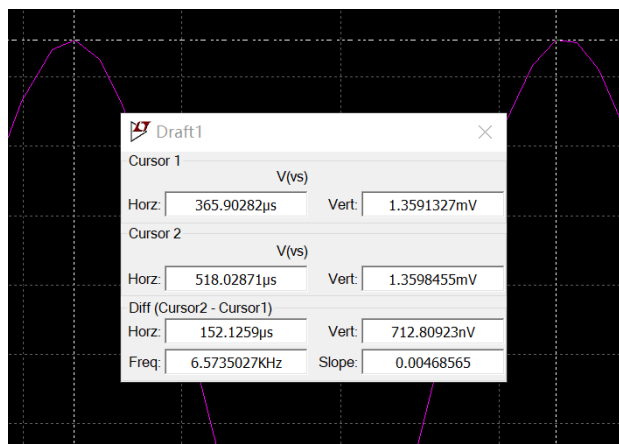 Draft1
Cursor 1
V(vs)
Horz: 365.90282µs Vert: 1.3591327mV
Cursor 2
V(vs)
Horz: 518.02871µs Vert: 1.3598455mV
Diff (Cursor2 - Cursor1)
Horz: 152.1259µs Vert: 712.80923nV
Freq: 6.5735027KHz Slope: 0.00468565